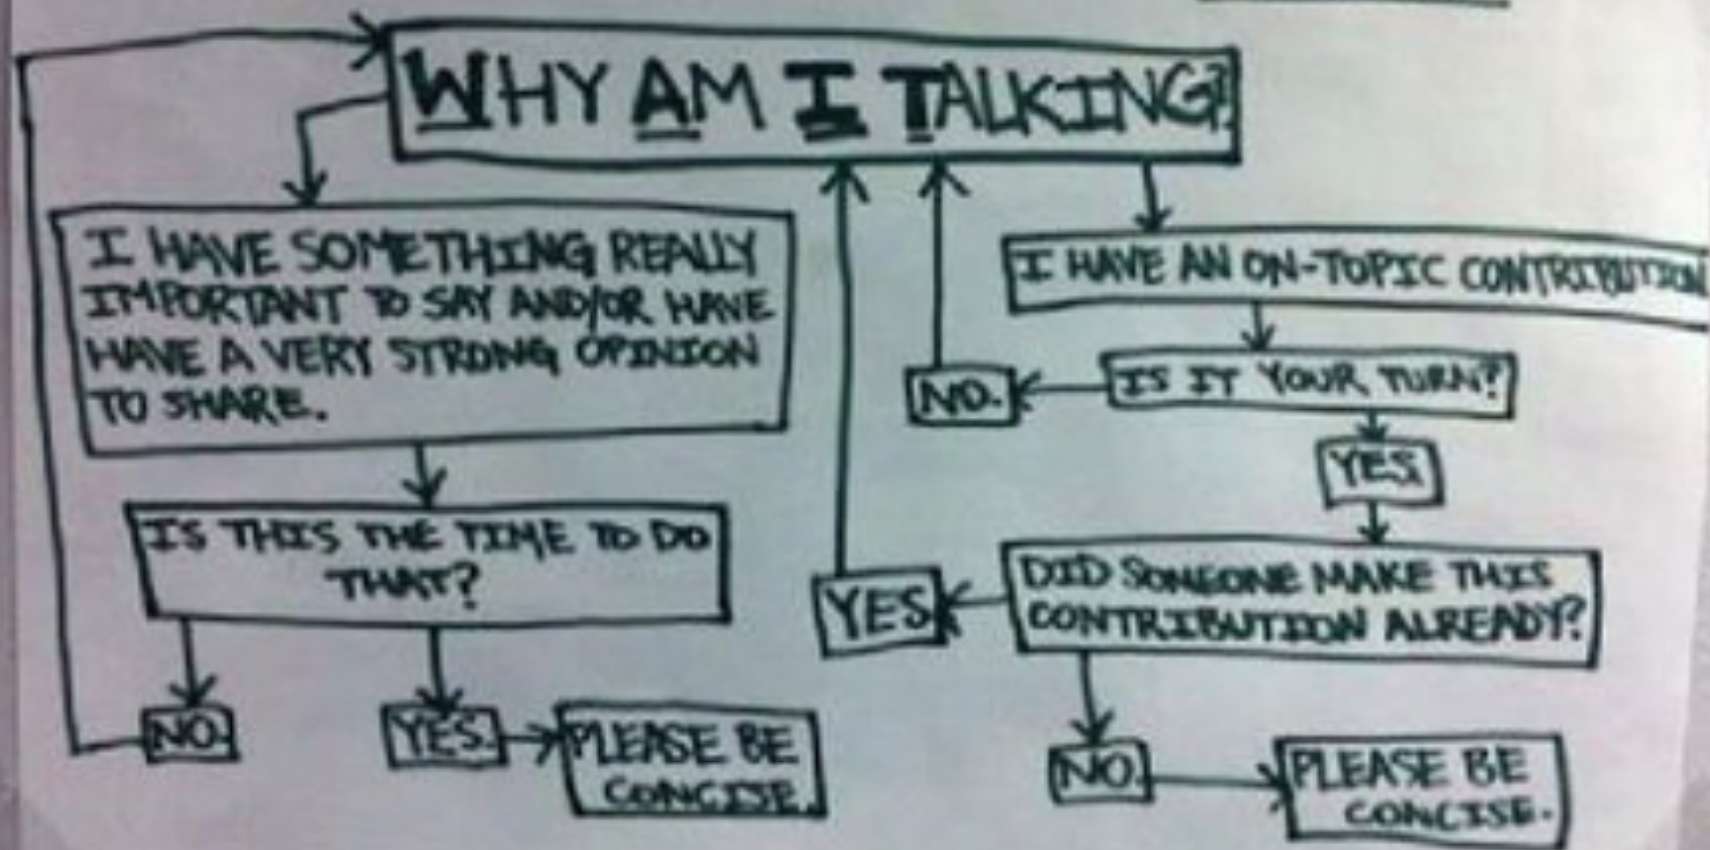 WHY AM I TALKING?
I HAVE SOMETHING REALLY
IMPORTANT TO SAY AND/OR HAVE
HAVE A VERY STRONG OPINION
TO SHARE.
IS THIS THE TIME TO DO
THAT?
NO.
YES.
PLEASE BE
CONCISE.
I HAVE AN ON-TOPIC CONTRIBUTION
IS IT YOUR TURN?
NO.
YES
DID SOMEONE MAKE THIS
CONTRIBUTION ALREADY?
YES
NO.
PLEASE BE
CONCISE.